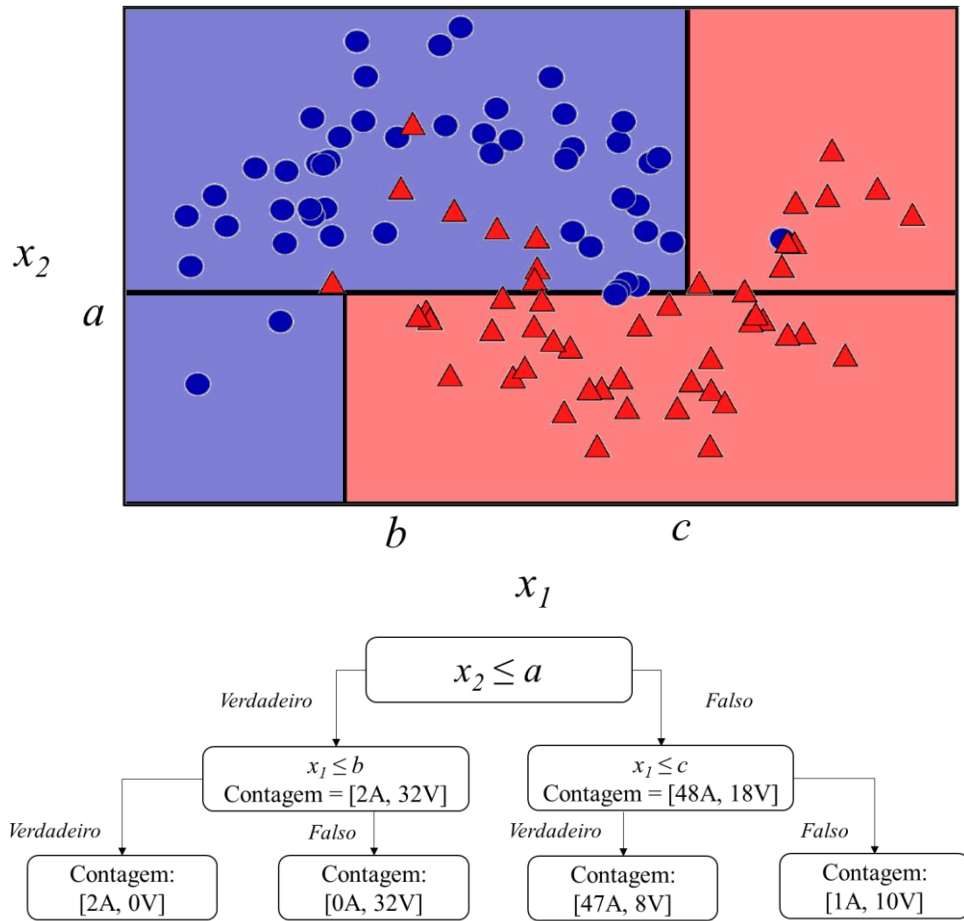 x2
a
b
c
x1
x2 ≤ a
Verdadeiro
Falso
x1 ≤ b
Contagem = [2A, 32V]
x1 ≤ c
Contagem = [48A, 18V]
Verdadeiro
Falso
Verdadeiro
Falso
Contagem:
[2A, 0V]
Contagem:
[0A, 32V]
Contagem:
[47A, 8V]
Contagem:
[1A, 10V]